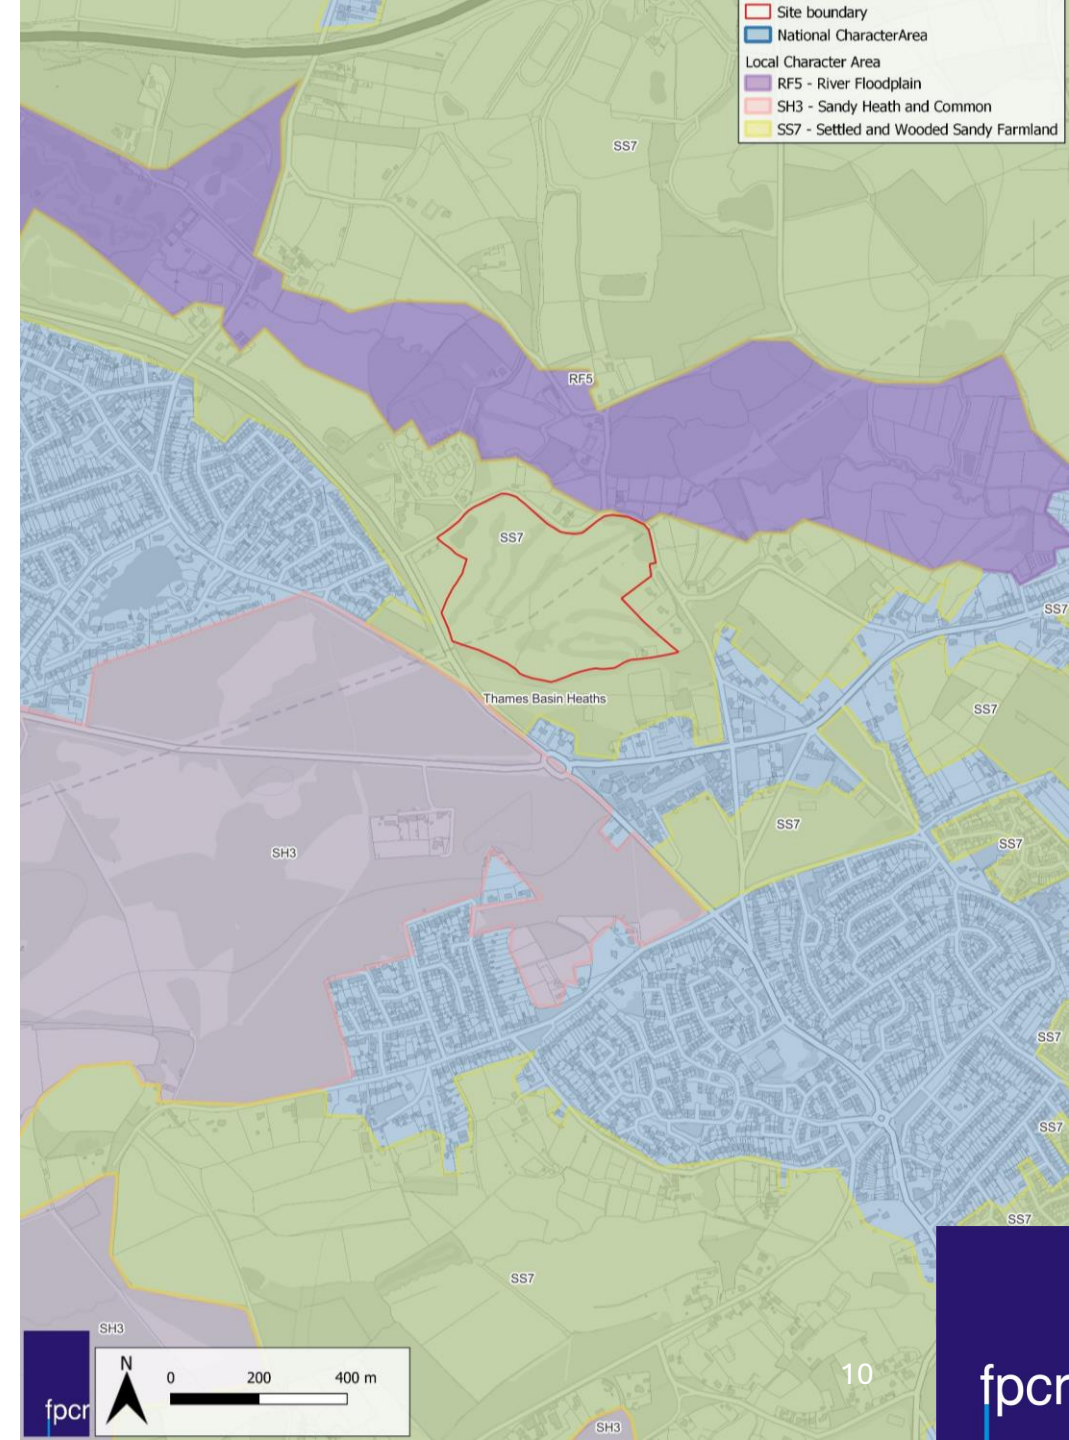 Site boundary
National CharacterArea
Local Character Area
RF5 - River Floodplain
SH3 - Sandy Heath and Common
SS7 - Settled and Wooded Sandy Farmland
SS7
RF5
SS7
SS7
Thames Basin Heaths
SS7
SS7
SS7
SH3
SS7
SS7
SS7
SS7
SH3
SH3
N
0 200 400 m
fpcr
10
fpcr